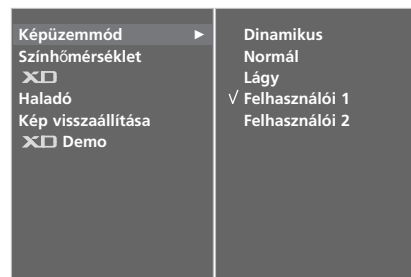 Képüzemmód ►
Színhőmérséklet
XD
Haladó
Kép visszaállítása
XD Demo
Dinamikus
Normál
Lágy
√ Felhasználói 1
Felhasználói 2